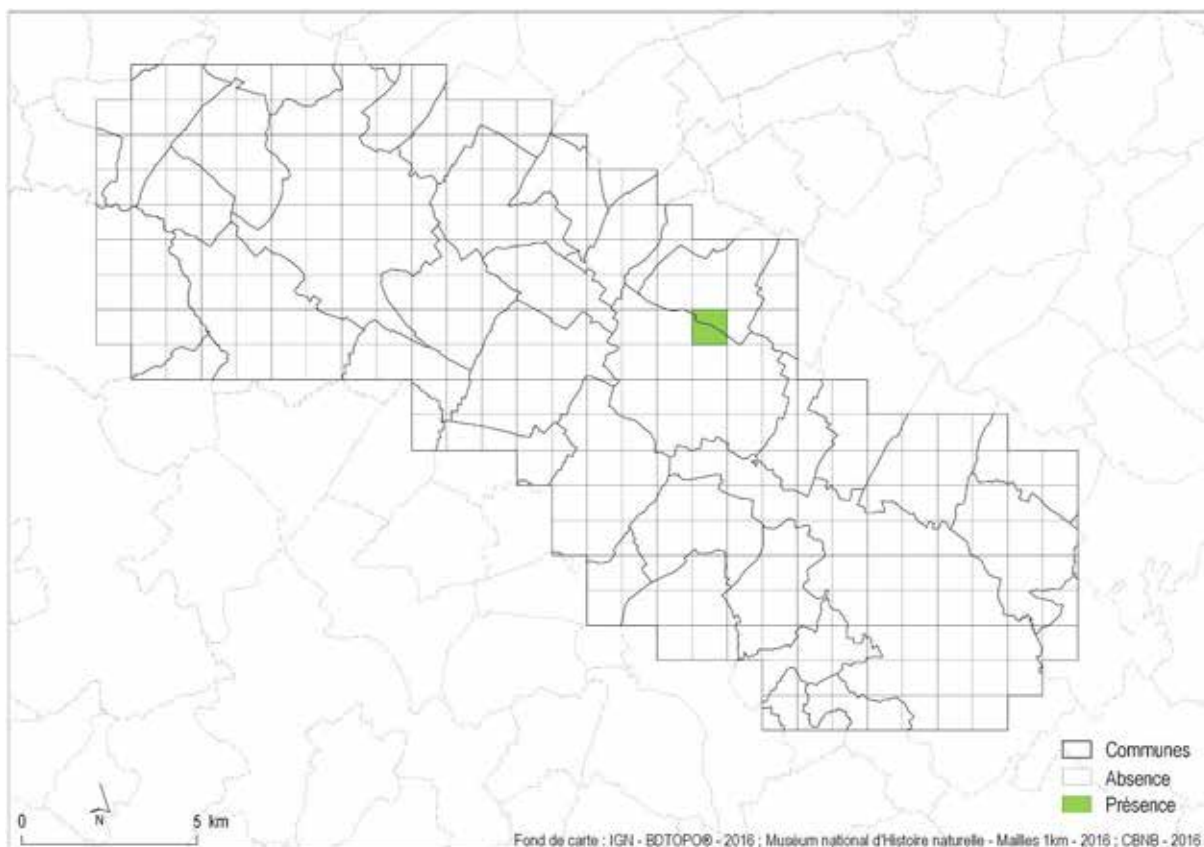 Communes
Absence
Présence
N
0 5 km
Fond de carte : IGN - BDTOPO® - 2016 ; Muséum national d'Histoire naturelle - Mailles 1km - 2016 ; CBNB - 2016